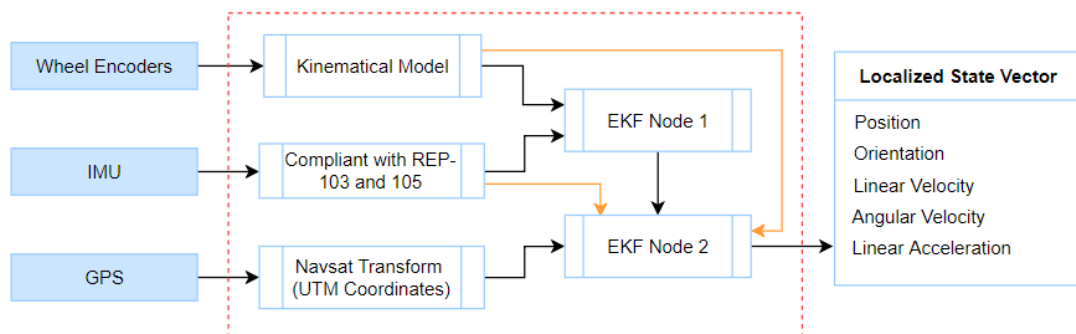 Wheel Encoders
Kinematical Model
EKF Node 1
IMU
Compliant with REP-
103 and 105
GPS
Navsat Transform
(UTM Coordinates)
EKF Node 2
Localized State Vector
Position
Orientation
Linear Velocity
Angular Velocity
Linear Acceleration